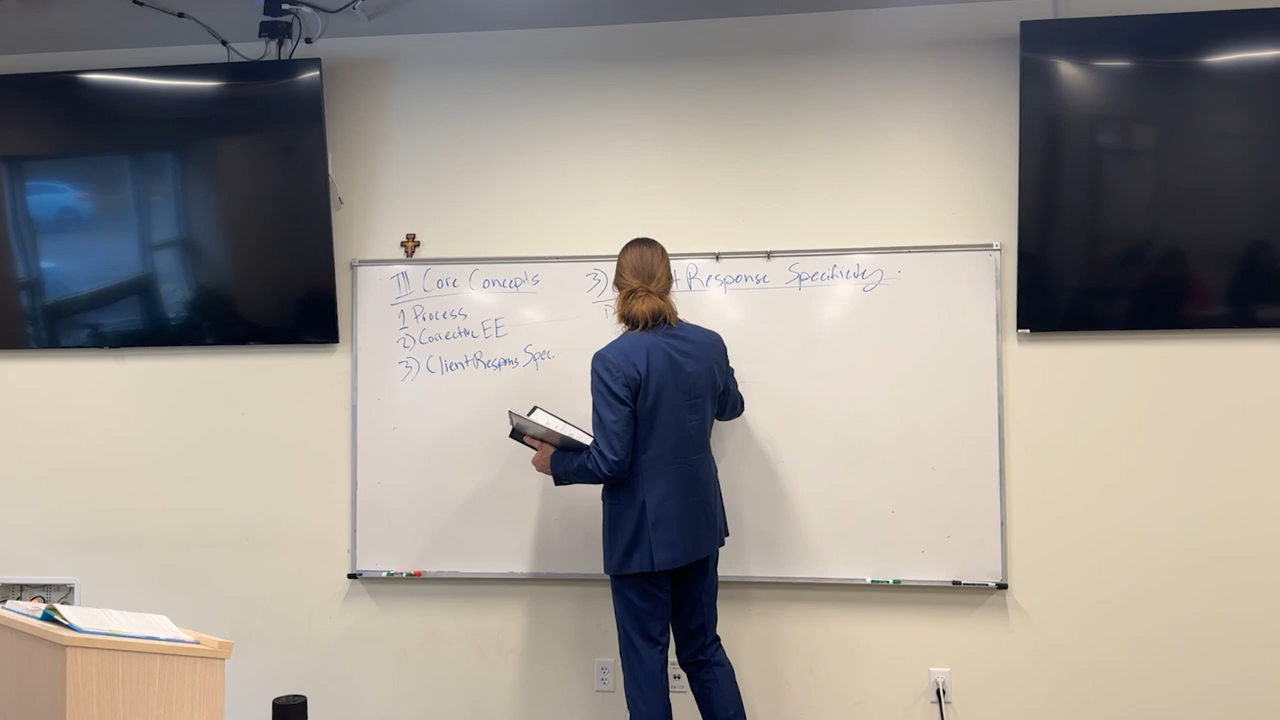 III Core Concepts
1 Process
2) Corrective EE
3) Client Respons Spec.
3) Response Specificity